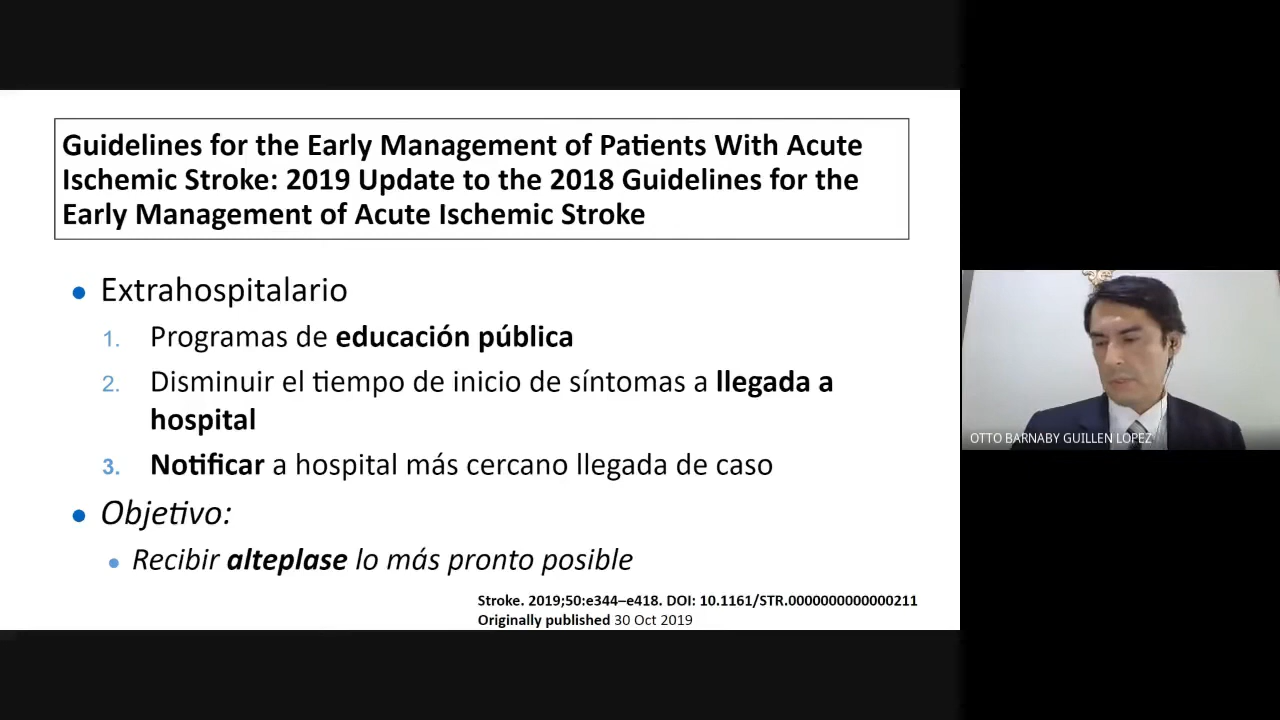 Guidelines for the Early Management of Patients With Acute
Ischemic Stroke: 2019 Update to the 2018 Guidelines for the
Early Management of Acute Ischemic Stroke
• Extrahospitalario
1. Programas de educación pública
2. Disminuir el tiempo de inicio de síntomas a llegada a
hospital
3. Notificar a hospital más cercano llegada de caso
• Objetivo:
• Recibir alteplase lo más pronto posible
Stroke. 2019;50:e344–e418. DOI: 10.1161/STR.0000000000000211
Originally published 30 Oct 2019
OTTO BARNABY GUILLEN LOPEZ